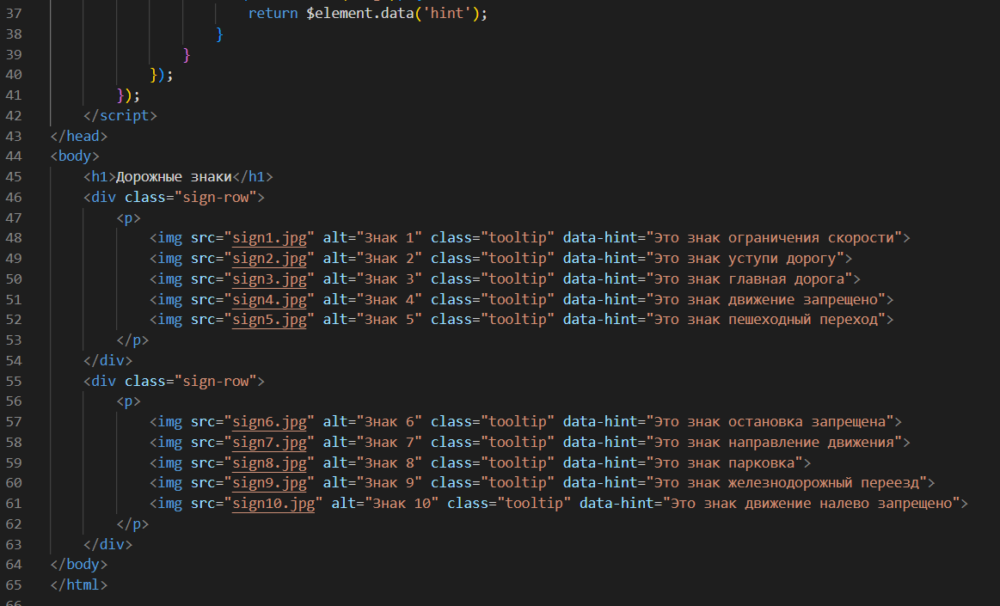 37 return $element.data('hint');
38 }
39 }
40 });
41 });
42 </script>
43 </head>
44 <body>
45 <h1>Дорожные знаки</h1>
46 <div class="sign-row">
47 <p>
48 <img src="sign1.jpg" alt="Знак 1" class="tooltip" data-hint="Это знак ограничения скорости">
49 <img src="sign2.jpg" alt="Знак 2" class="tooltip" data-hint="Это знак уступи дорогу">
50 <img src="sign3.jpg" alt="Знак 3" class="tooltip" data-hint="Это знак главная дорога">
51 <img src="sign4.jpg" alt="Знак 4" class="tooltip" data-hint="Это знак движение запрещено">
52 <img src="sign5.jpg" alt="Знак 5" class="tooltip" data-hint="Это знак пешеходный переход">
53 </p>
54 </div>
55 <div class="sign-row">
56 <p>
57 <img src="sign6.jpg" alt="Знак 6" class="tooltip" data-hint="Это знак остановка запрещена">
58 <img src="sign7.jpg" alt="Знак 7" class="tooltip" data-hint="Это знак направление движения">
59 <img src="sign8.jpg" alt="Знак 8" class="tooltip" data-hint="Это знак парковка">
60 <img src="sign9.jpg" alt="Знак 9" class="tooltip" data-hint="Это знак железнодорожный переезд">
61 <img src="sign10.jpg" alt="Знак 10" class="tooltip" data-hint="Это знак движение налево запрещено">
62 </p>
63 </div>
64 </body>
65 </html>
66